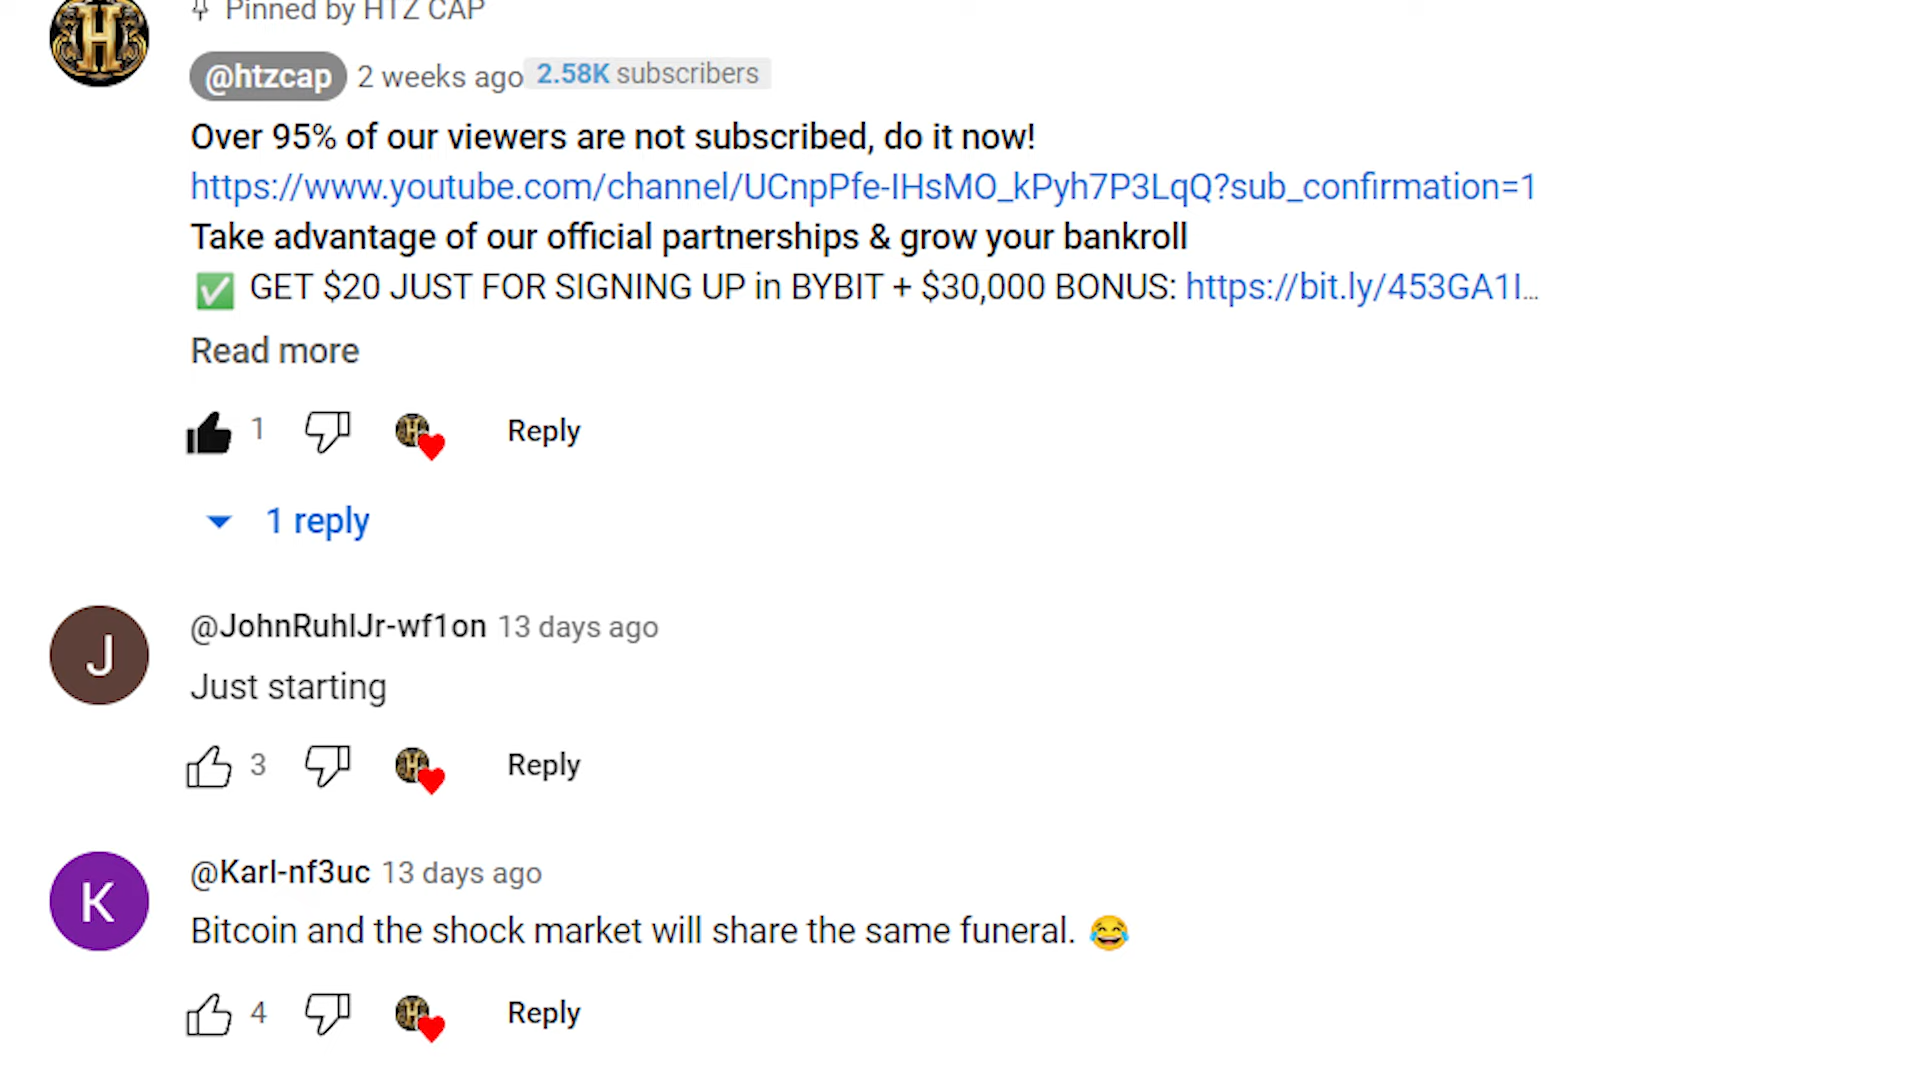 H
Pinned by HTZ CAP
@htzcap 2 weeks ago 2.58K subscribers
Over 95% of our viewers are not subscribed, do it now!
https://www.youtube.com/channel/UCnpPfe-IHsMO_kPyh7P3LqQ?sub_confirmation=1
Take advantage of our official partnerships & grow your bankroll
✅ GET $20 JUST FOR SIGNING UP in BYBIT + $30,000 BONUS: https://bit.ly/453GA1l...
Read more
1 Reply
1 reply
J
@JohnRuhlJr-wf1on 13 days ago
Just starting
3 Reply
K
@Karl-nf3uc 13 days ago
Bitcoin and the shock market will share the same funeral. 😂
4 Reply